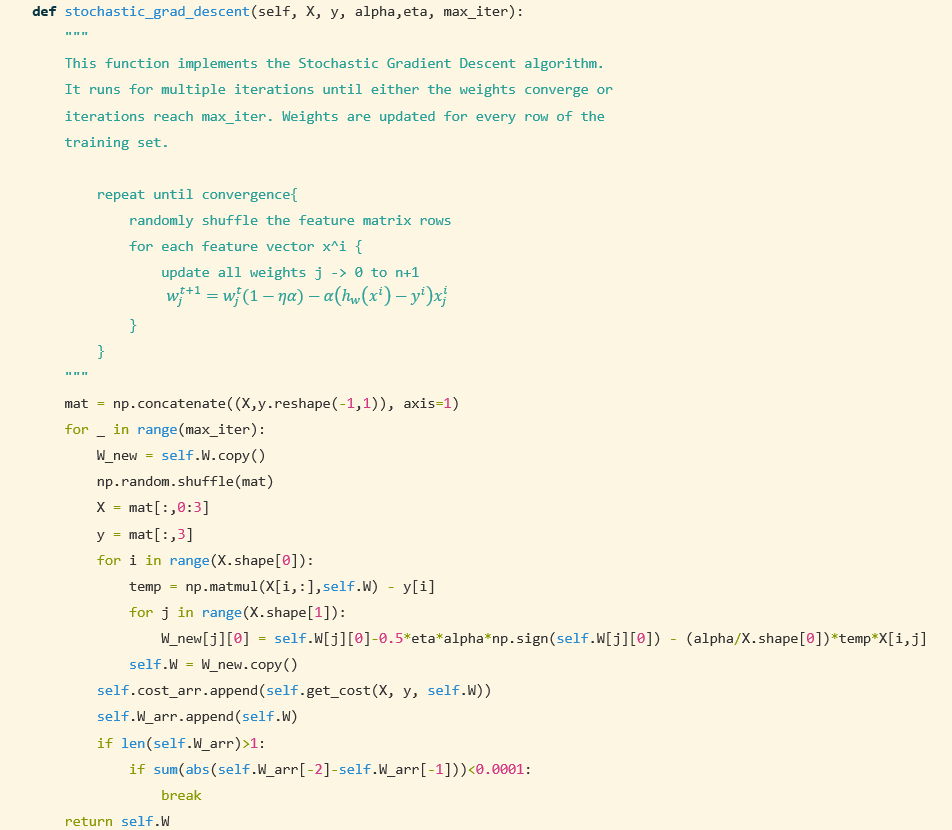 def stochastic_grad_descent(self, X, y, alpha,eta, max_iter):
"""
This function implements the Stochastic Gradient Descent algorithm.
It runs for multiple iterations until either the weights converge or
iterations reach max_iter. Weights are updated for every row of the
training set.
repeat until convergence{
randomly shuffle the feature matrix rows
for each feature vector x^i {
update all weights j -> 0 to n+1
w_j^{t+1} = w_j^t(1 − ηα) − α(h_w(x^i) − y^i)x_j^i
}
}
"""
mat = np.concatenate((X,y.reshape(-1,1)), axis=1)
for _ in range(max_iter):
W_new = self.W.copy()
np.random.shuffle(mat)
X = mat[:,0:3]
y = mat[:,3]
for i in range(X.shape[0]):
temp = np.matmul(X[i,:],self.W) - y[i]
for j in range(X.shape[1]):
W_new[j][0] = self.W[j][0]-0.5*eta*alpha*np.sign(self.W[j][0]) - (alpha/X.shape[0])*temp*X[i,j]
self.W = W_new.copy()
self.cost_arr.append(self.get_cost(X, y, self.W))
self.W_arr.append(self.W)
if len(self.W_arr)>1:
if sum(abs(self.W_arr[-2]-self.W_arr[-1]))<0.0001:
break
return self.W